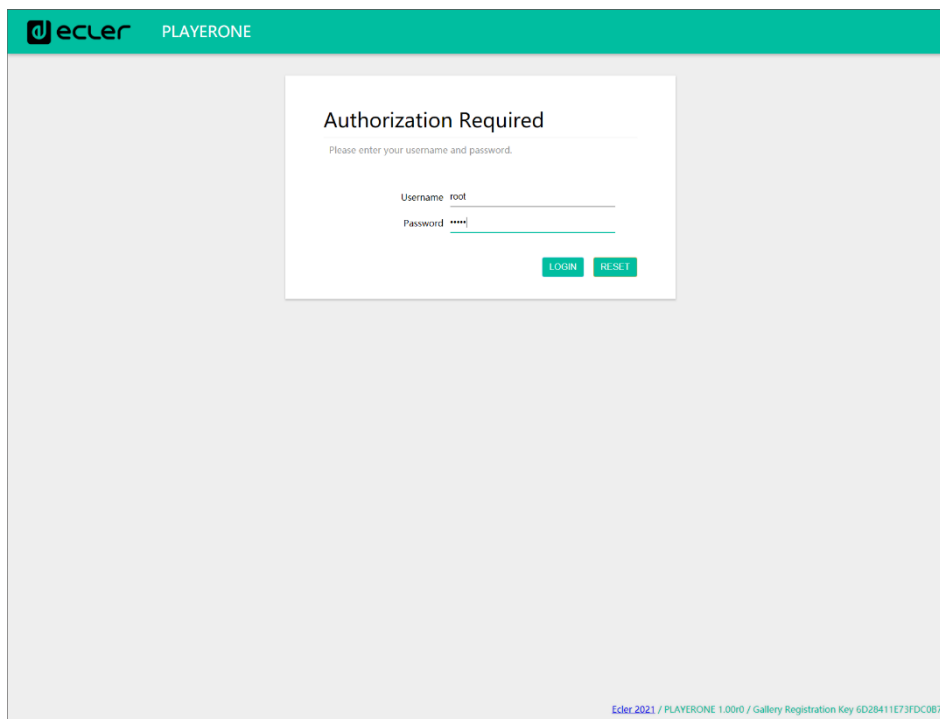 ecler PLAYERONE
Authorization Required
Please enter your username and password.
Username root
Password •••••
LOGIN RESET
Ecler 2021 / PLAYERONE 1.00r0 / Gallery Registration Key 6D28411E73FDC0B7